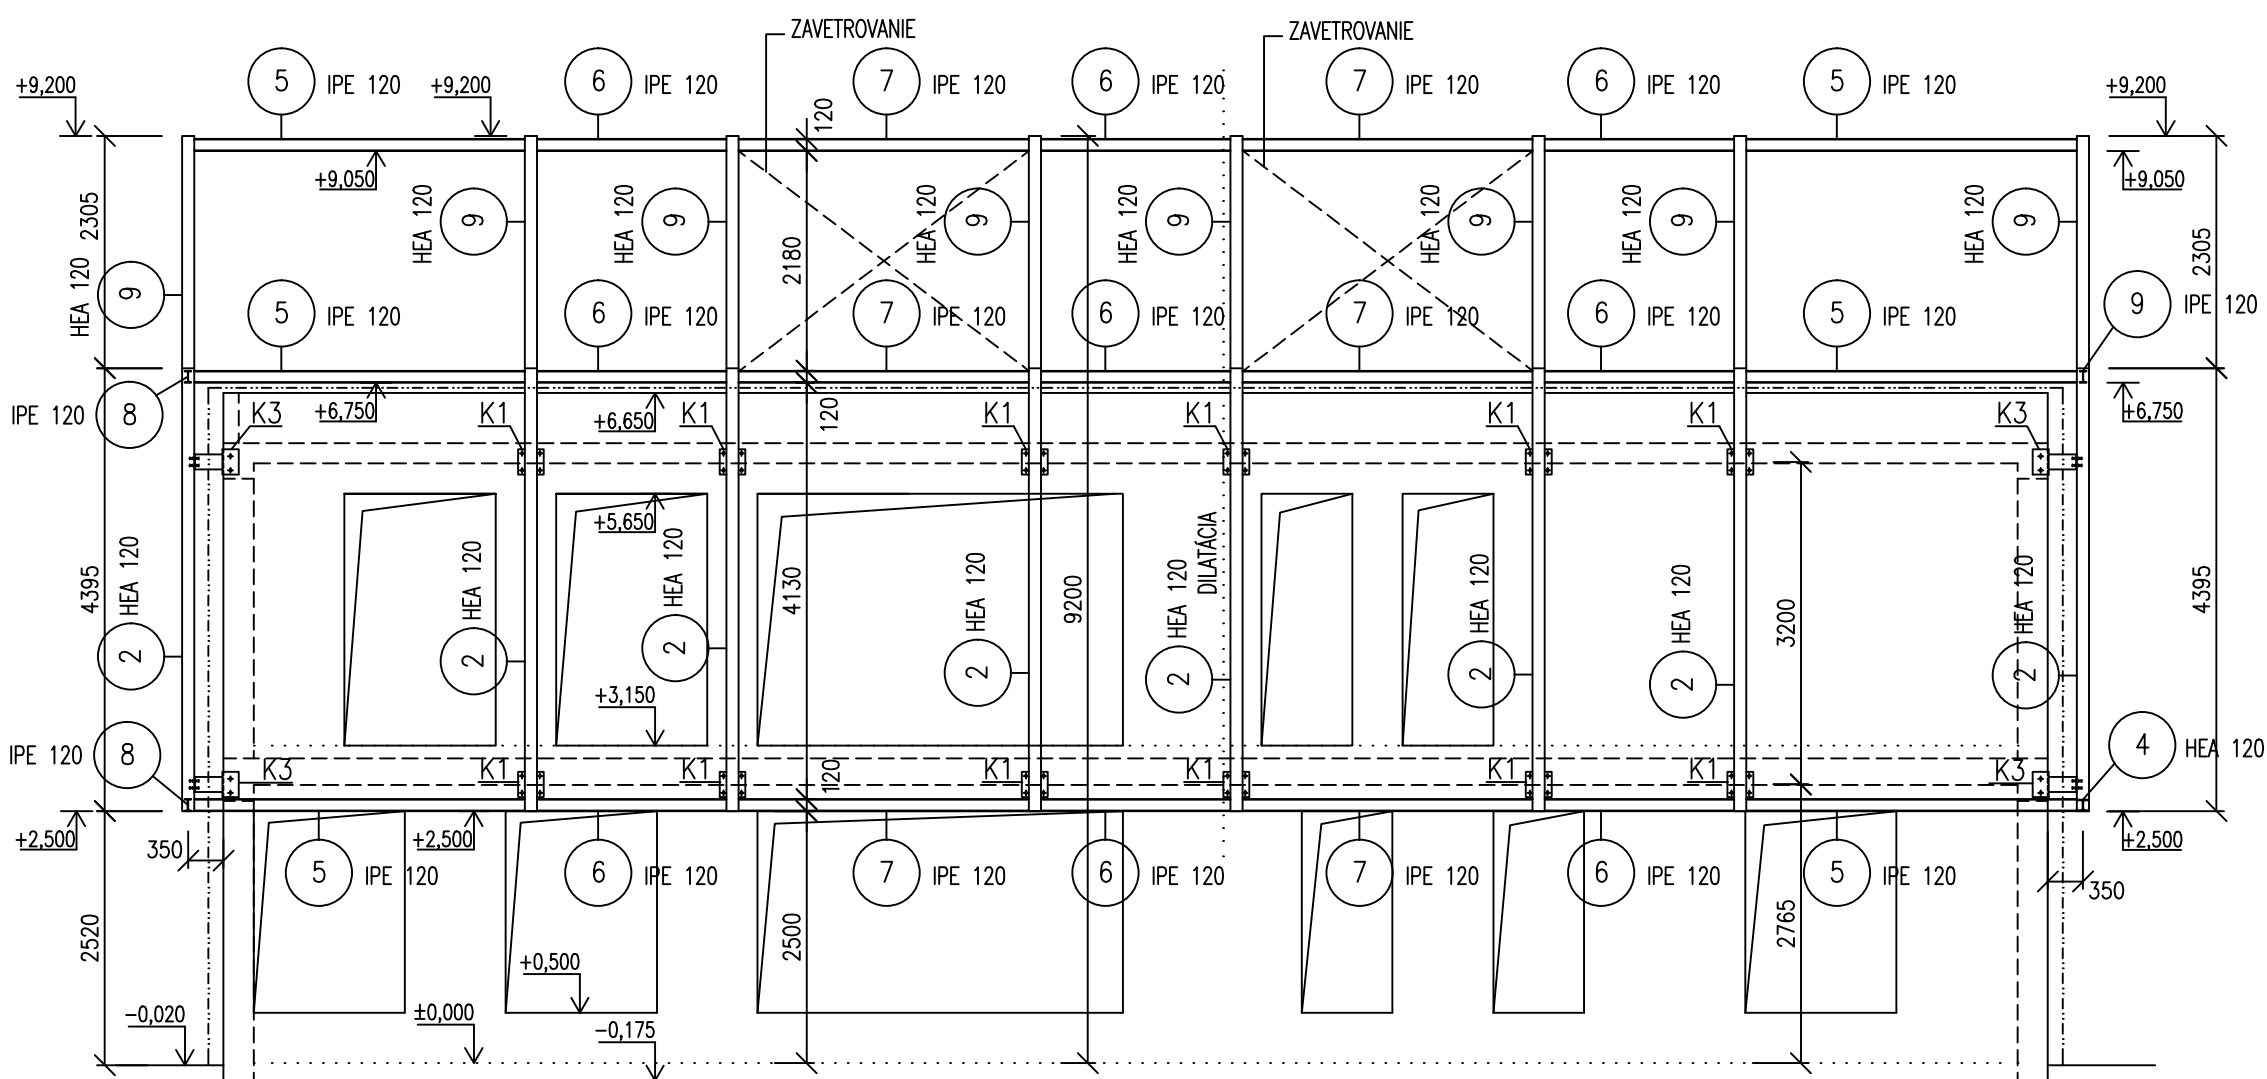 ZAVETROVANIE
ZAVETROVANIE
5 IPE 120
6 IPE 120
7 IPE 120
6 IPE 120
7 IPE 120
6 IPE 120
5 IPE 120
+9,200
+9,200
+9,200
120
+9,050
+9,050
HEA 120
9
HEA 120
9
HEA 120
9
HEA 120
9
HEA 120
9
HEA 120
9
HEA 120
9
2305
2180
2305
HEA 120
9
5 IPE 120
6 IPE 120
7 IPE 120
6 IPE 120
7 IPE 120
6 IPE 120
5 IPE 120
9 IPE 120
IPE 120 8
+6,750
+6,650
120
+6,750
K3
K1
K1
K1
K1
K1
K1
K3
+5,650
DILATÁCIA
4395
HEA 120
2
HEA 120
2
HEA 120
2
4130
HEA 120
2
9200
HEA 120
2
HEA 120
2
HEA 120
2
3200
HEA 120
2
4395
+3,150
IPE 120 8
4 HEA 120
K3
K1
K1
120
K1
K1
K1
K1
K3
+2,500
350
+2,500
+2,500
350
5 IPE 120
6 IPE 120
7 IPE 120
6 IPE 120
7 IPE 120
6 IPE 120
5 IPE 120
2520
2500
2765
+0,500
-0,020
±0,000
-0,175